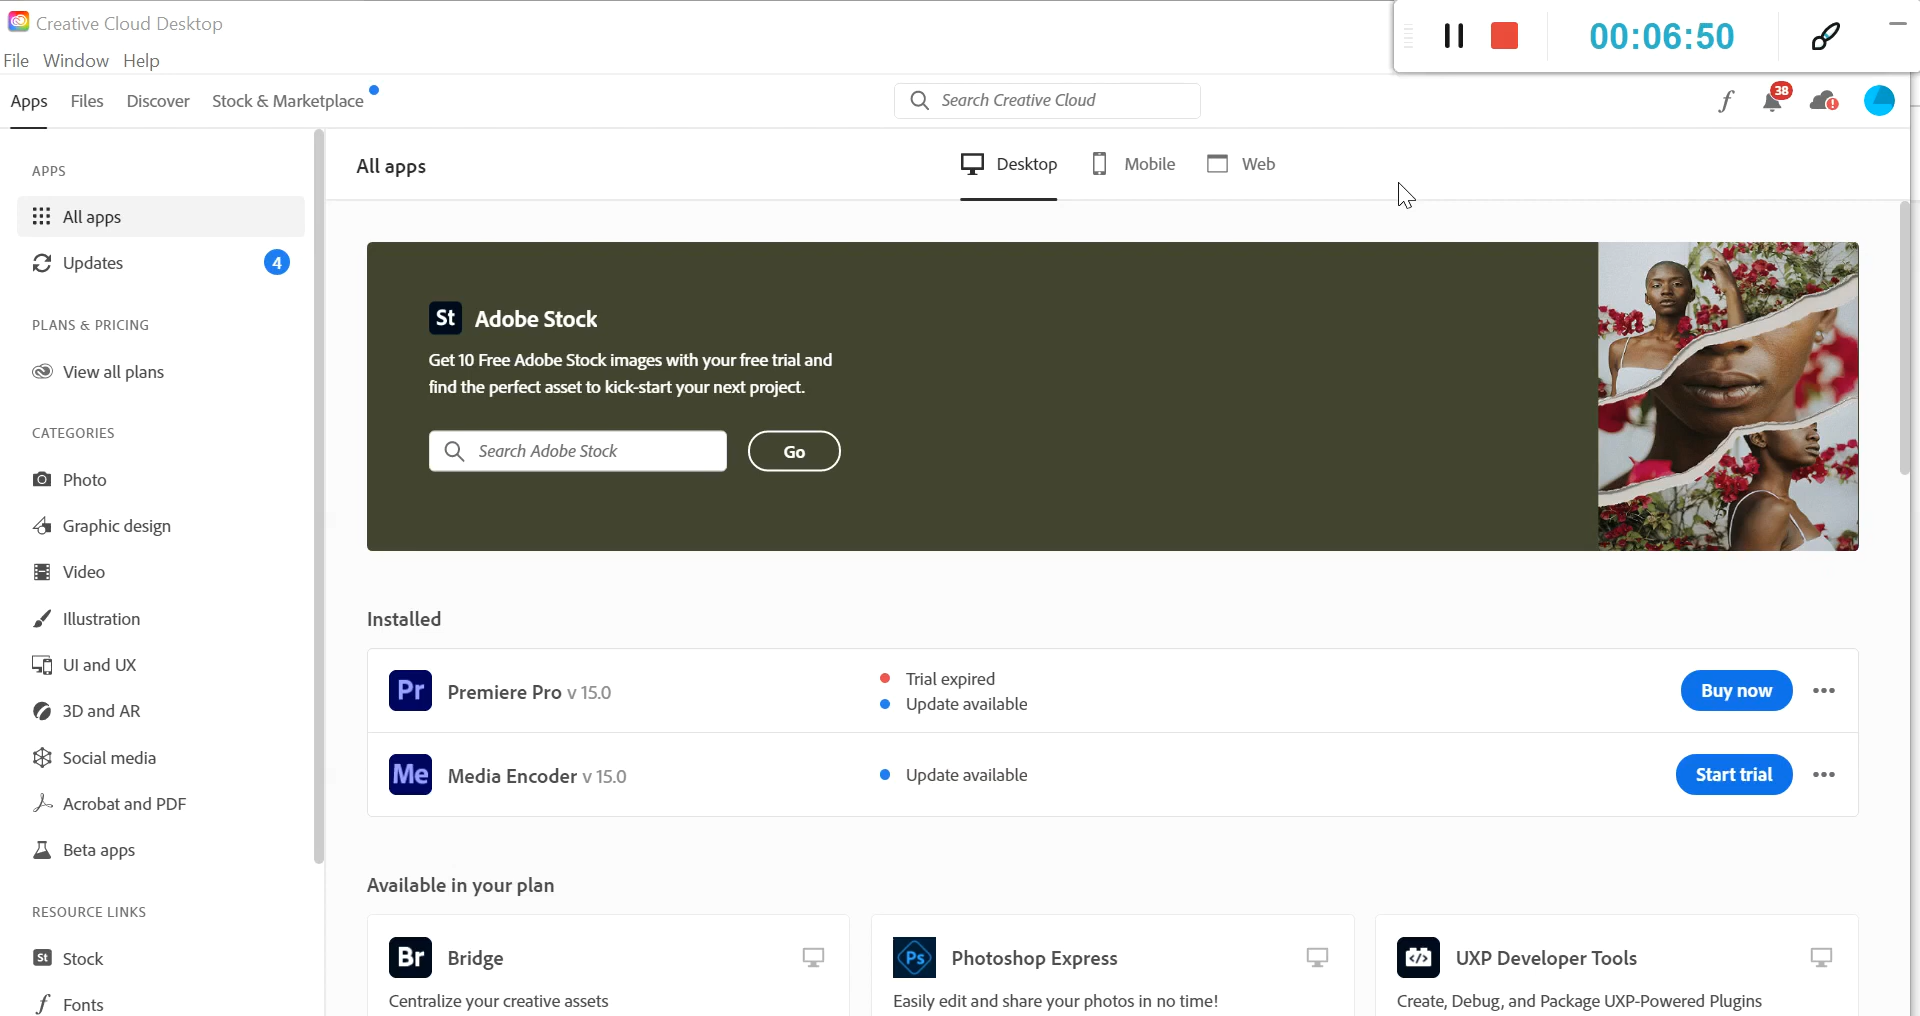 Creative Cloud Desktop
00:06:50
File Window Help
Apps Files Discover Stock & Marketplace
Search Creative Cloud
38
APPS
All apps
Updates 4
PLANS & PRICING
View all plans
CATEGORIES
Photo
Graphic design
Video
Illustration
UI and UX
3D and AR
Social media
Acrobat and PDF
Beta apps
RESOURCE LINKS
St Stock
Fonts
All apps
Desktop Mobile Web
St Adobe Stock
Get 10 Free Adobe Stock images with your free trial and
find the perfect asset to kick-start your next project.
Search Adobe Stock Go
Installed
Pr Premiere Pro v 15.0
Trial expired
Update available
Buy now
Me Media Encoder v 15.0
Update available
Start trial
Available in your plan
Br Bridge
Centralize your creative assets
Ps Photoshop Express
Easily edit and share your photos in no time!
UXP Developer Tools
Create, Debug, and Package UXP-Powered Plugins